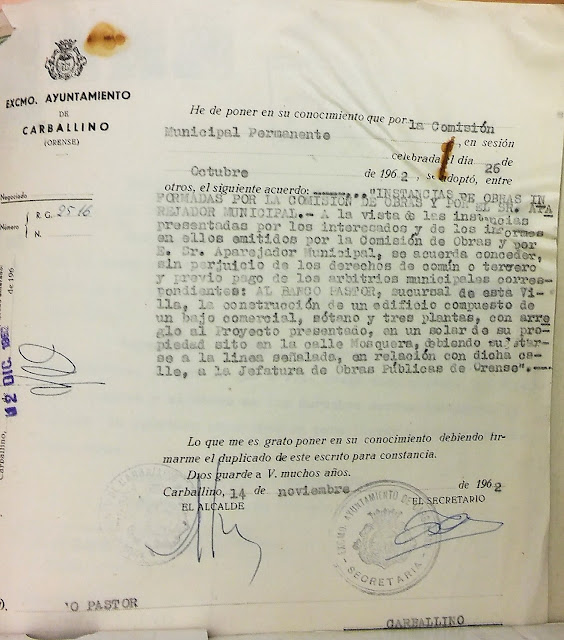 EXCMO. AYUNTAMIENTO
DE
CARBALLINO
(ORENSE)
Negociado
Número
R. G. 9516
N.
de 196
12 DIC. 1962
Carballino,
He de poner en su conocimiento que por la Comisión
Municipal Permanente , en sesión
celebrada el día 26 de
Octubre de 1962, se adoptó, entre
otros, el siguiente acuerdo: "INSTANCIAS DE OBRAS IN
FORMADAS POR LA COMISION DE OBRAS Y POR EL SR. APA
REJADOR MUNICIPAL.- A la vista de las instancias
presentadas por los interesados y de los informes
en ellos emitidos por la Comisión de Obras y por
E. Sr. Aparejador Municipal, se acuerda conceder,
sin perjuicio de los derechos de común o tercero
y previo pago de los arbitrios municipales corres-
pondientes: AL BANCO PASTOR, sucursal de esta Vi-
lla, la construcción de un edificio compuesto de
un bajo comercial, sótano y tres plantas, con arre
glo al Proyecto presentado, en un solar de su pro
piedad sito en la calle Mosquera, debiendo sujetar-
se a la linea señalada, en relación con dicha ca-
lle, a la Jefatura de Obras Públicas de Orense".-
Lo que me es grato poner en su conocimiento debiendo fir-
marme el duplicado de este escrito para constancia.
Dios guarde a V. muchos años.
Carballino, 14 de noviembre de 1962
EL ALCALDE EL SECRETARIO
EXCMO. AYUNTAMIENTO DE
SECRETARIA
O PASTOR
CARBALLINO